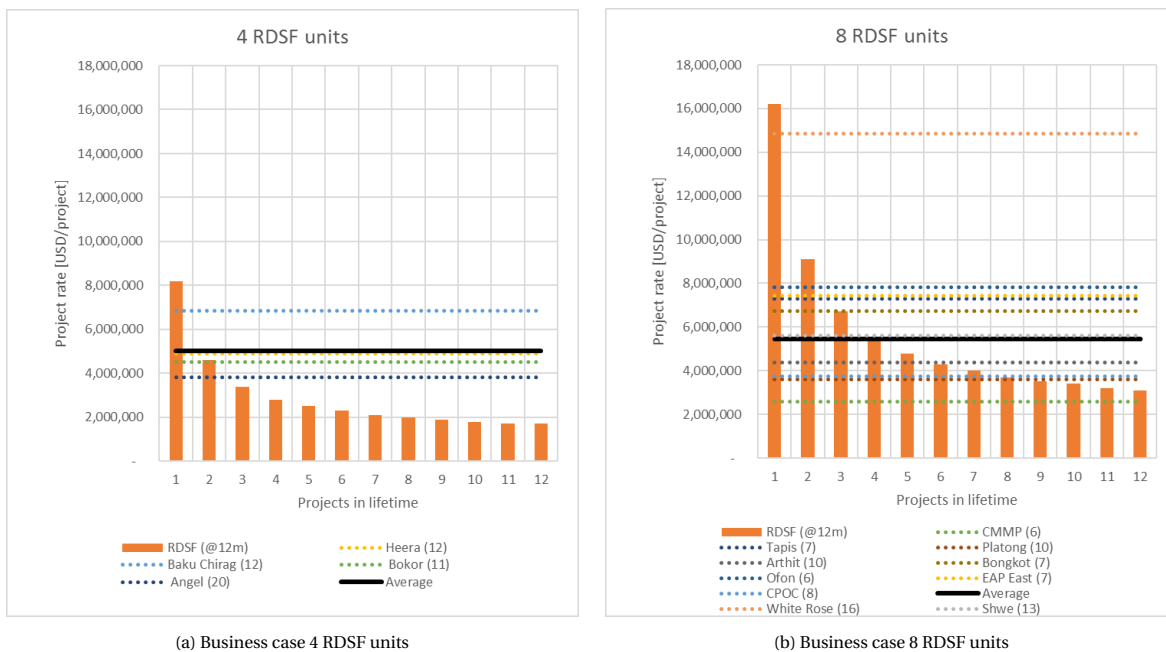 4 RDSF units
18,000,000
16,000,000
14,000,000
12,000,000
10,000,000
8,000,000
6,000,000
4,000,000
2,000,000
-
Project rate [USD/project]
1 2 3 4 5 6 7 8 9 10 11 12
Projects in lifetime
RDSF (@12m) Heera (12)
Baku Chirag (12) Bokor (11)
Angel (20) Average
(a) Business case 4 RDSF units
8 RDSF units
18,000,000
16,000,000
14,000,000
12,000,000
10,000,000
8,000,000
6,000,000
4,000,000
2,000,000
-
Project rate [USD/project]
1 2 3 4 5 6 7 8 9 10 11 12
Projects in lifetime
RDSF (@12m) CMMP (6)
Tapis (7) Platong (10)
Arthit (10) Bongkot (7)
Ofon (6) EAP East (7)
CPOC (8) Average
White Rose (16) Shwe (13)
(b) Business case 8 RDSF units